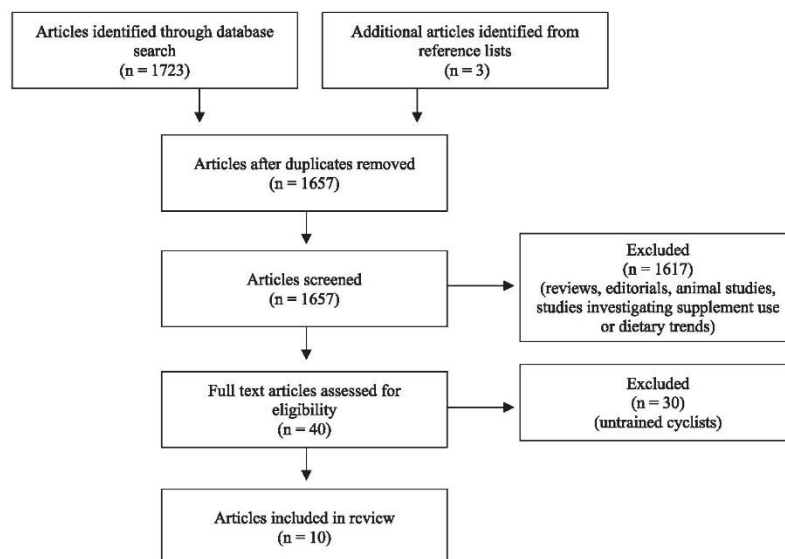 Articles identified through database
search
(n = 1723)
Additional articles identified from
reference lists
(n = 3)
Articles after duplicates removed
(n = 1657)
Articles screened
(n = 1657)
Excluded
(n = 1617)
(reviews, editorials, animal studies,
studies investigating supplement use
or dietary trends)
Full text articles assessed for
eligibility
(n = 40)
Excluded
(n = 30)
(untrained cyclists)
Articles included in review
(n = 10)